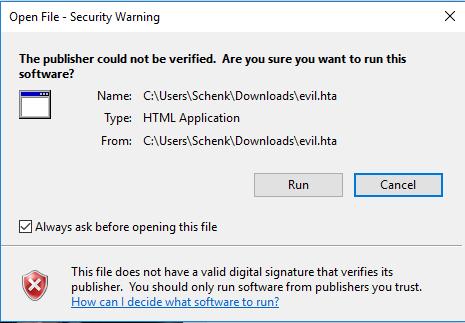 Open File - Security Warning
The publisher could not be verified. Are you sure you want to run this
software?
Name: C:\Users\Schenk\Downloads\evil.hta
Type: HTML Application
From: C:\Users\Schenk\Downloads\evil.hta
Run Cancel
Always ask before opening this file
This file does not have a valid digital signature that verifies its
publisher. You should only run software from publishers you trust.
How can I decide what software to run?